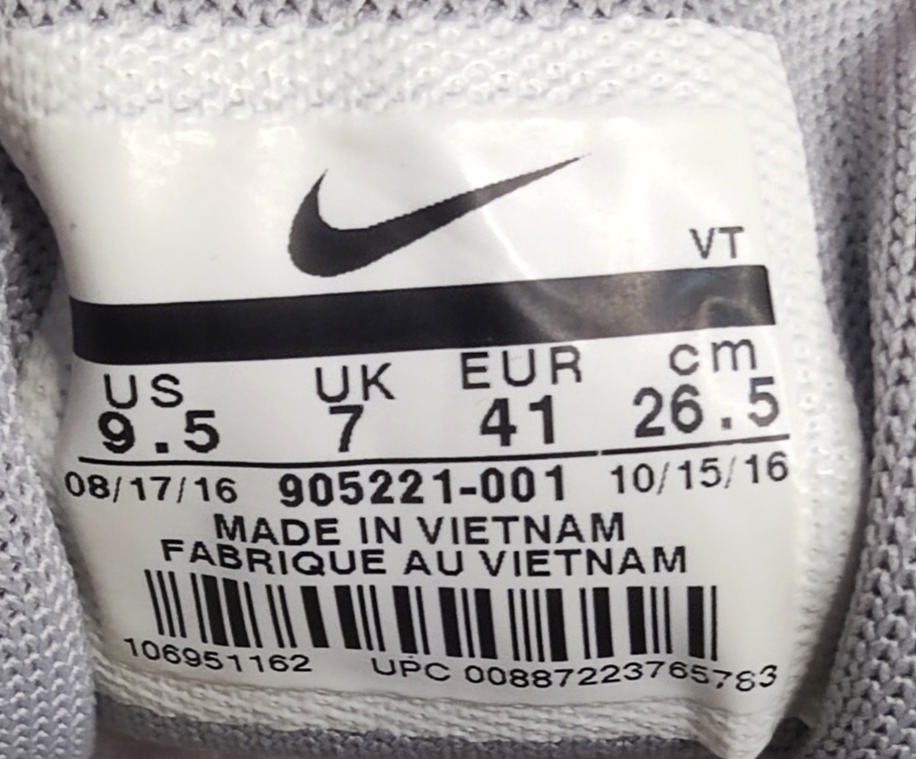 VT
US UK EUR cm
9.5 7 41 26.5
08/17/16 905221-001 10/15/16
MADE IN VIETNAM
FABRIQUE AU VIETNAM
106951162 UPC 00887223765783